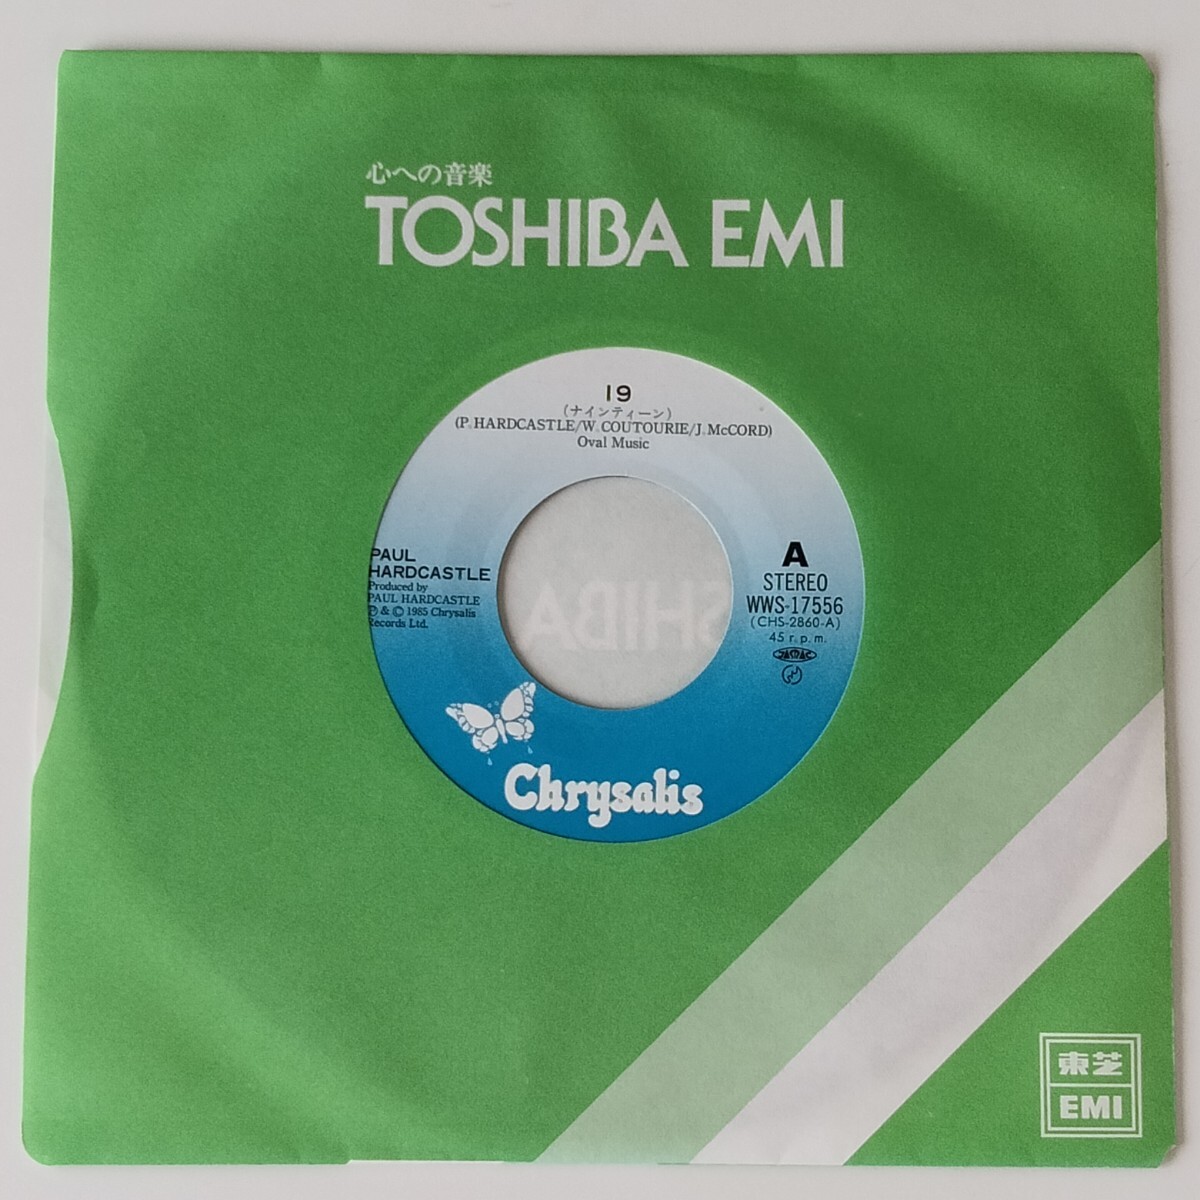 心への音楽
TOSHIBA EMI
19
(ナインティーン)
(P. HARDCASTLE/W. COUTOURIE/J. McCORD)
Oval Music
PAUL
HARDCASTLE
Produced by
PAUL HARDCASTLE
℗ & © 1985 Chrysalis
Records Ltd.
A
STEREO
WWS-17556
(CHS-2860-A)
45 r.p.m.
JASRAC
Chrysalis
東芝
EMI